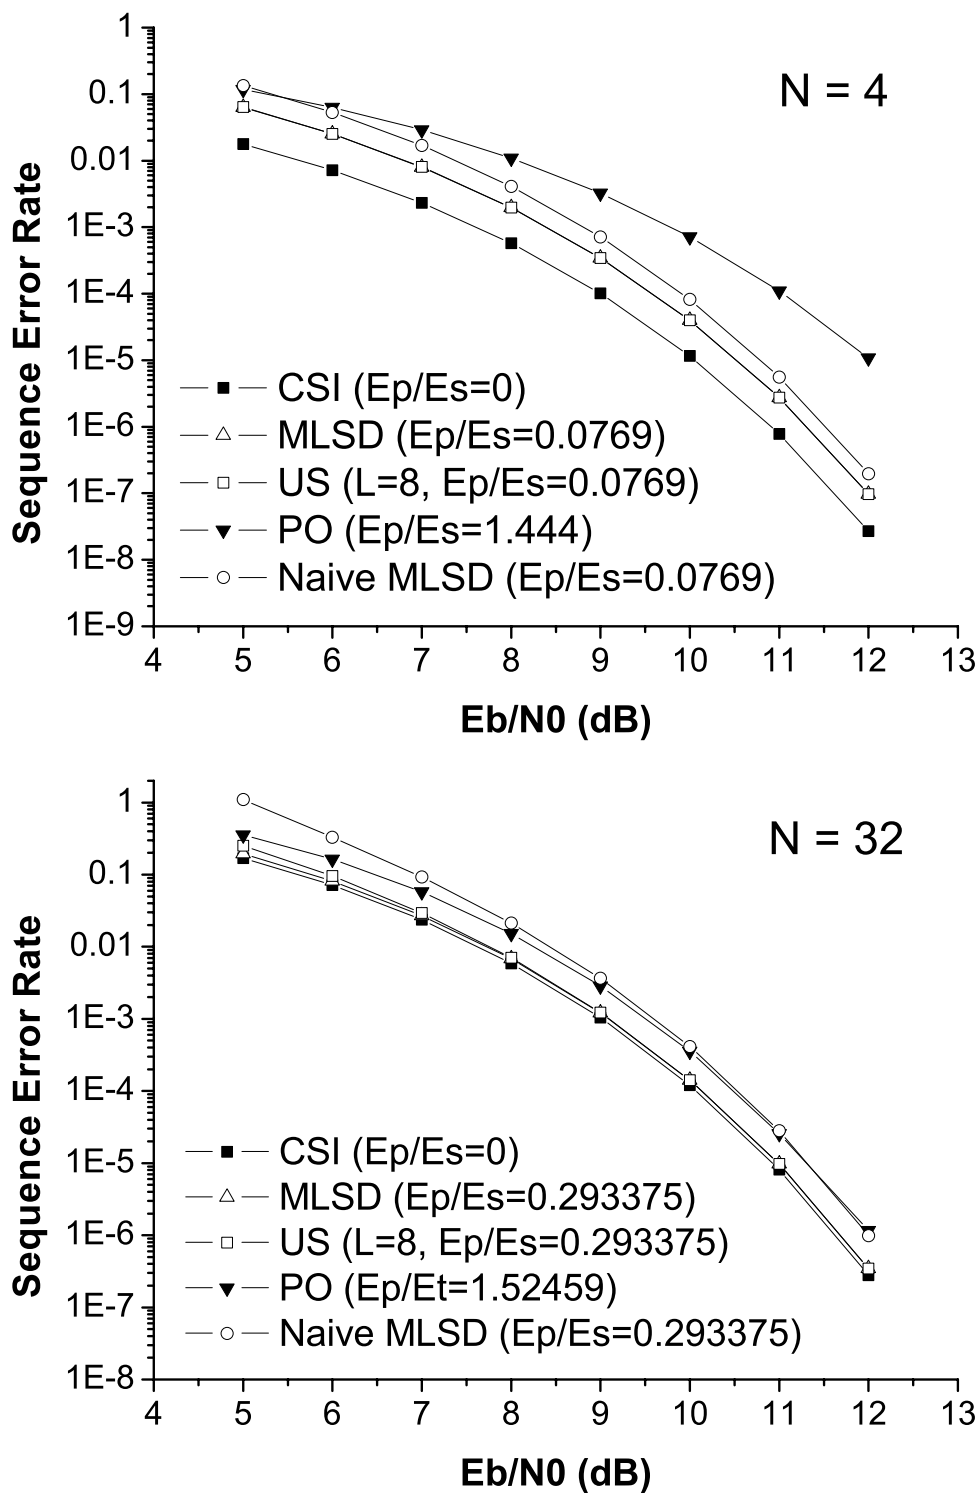 N = 4
1
0.1
0.01
1E-3
1E-4
1E-5
1E-6
1E-7
1E-8
1E-9
Sequence Error Rate
CSI (Ep/Es=0)
MLSD (Ep/Es=0.0769)
US (L=8, Ep/Es=0.0769)
PO (Ep/Es=1.444)
Naive MLSD (Ep/Es=0.0769)
4 5 6 7 8 9 10 11 12 13
Eb/N0 (dB)
N = 32
1
0.1
0.01
1E-3
1E-4
1E-5
1E-6
1E-7
1E-8
Sequence Error Rate
CSI (Ep/Es=0)
MLSD (Ep/Es=0.293375)
US (L=8, Ep/Es=0.293375)
PO (Ep/Et=1.52459)
Naive MLSD (Ep/Es=0.293375)
4 5 6 7 8 9 10 11 12 13
Eb/N0 (dB)